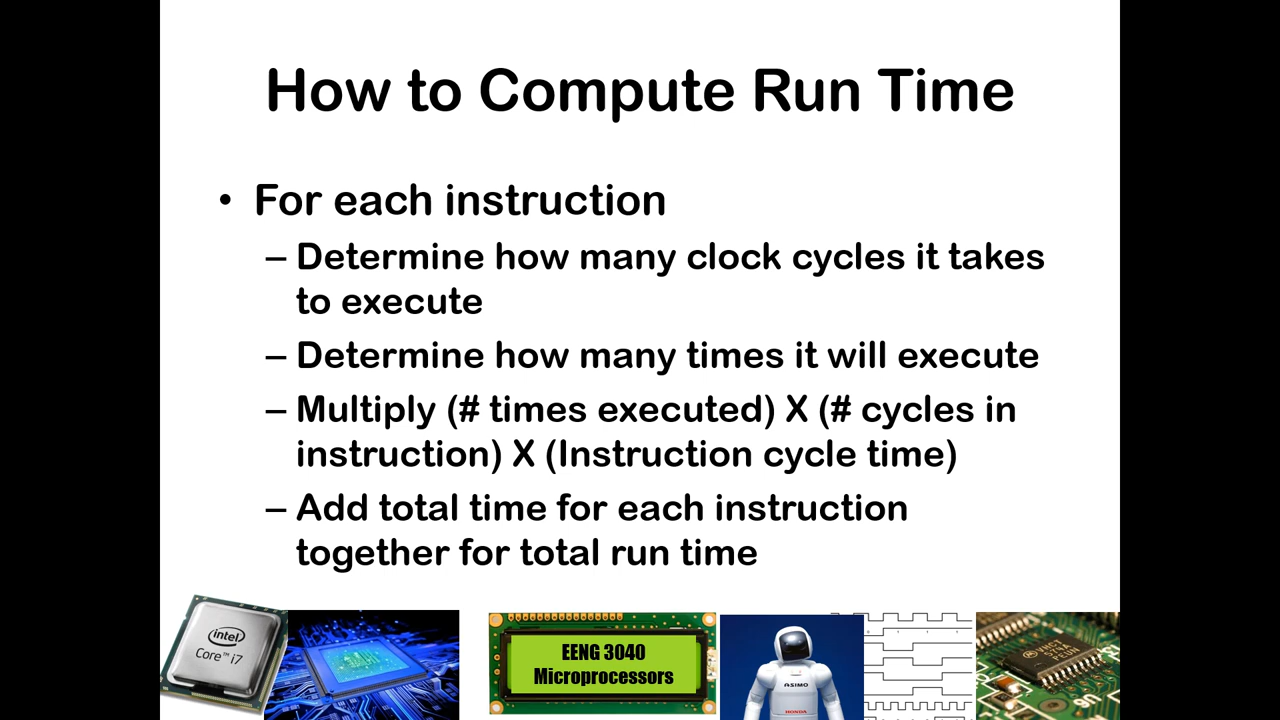 How to Compute Run Time
• For each instruction
– Determine how many clock cycles it takes
to execute
– Determine how many times it will execute
– Multiply (# times executed) X (# cycles in
instruction) X (Instruction cycle time)
– Add total time for each instruction
together for total run time
intel
Core™ i7
EENG 3040
Microprocessors
ASIMO
HONDA